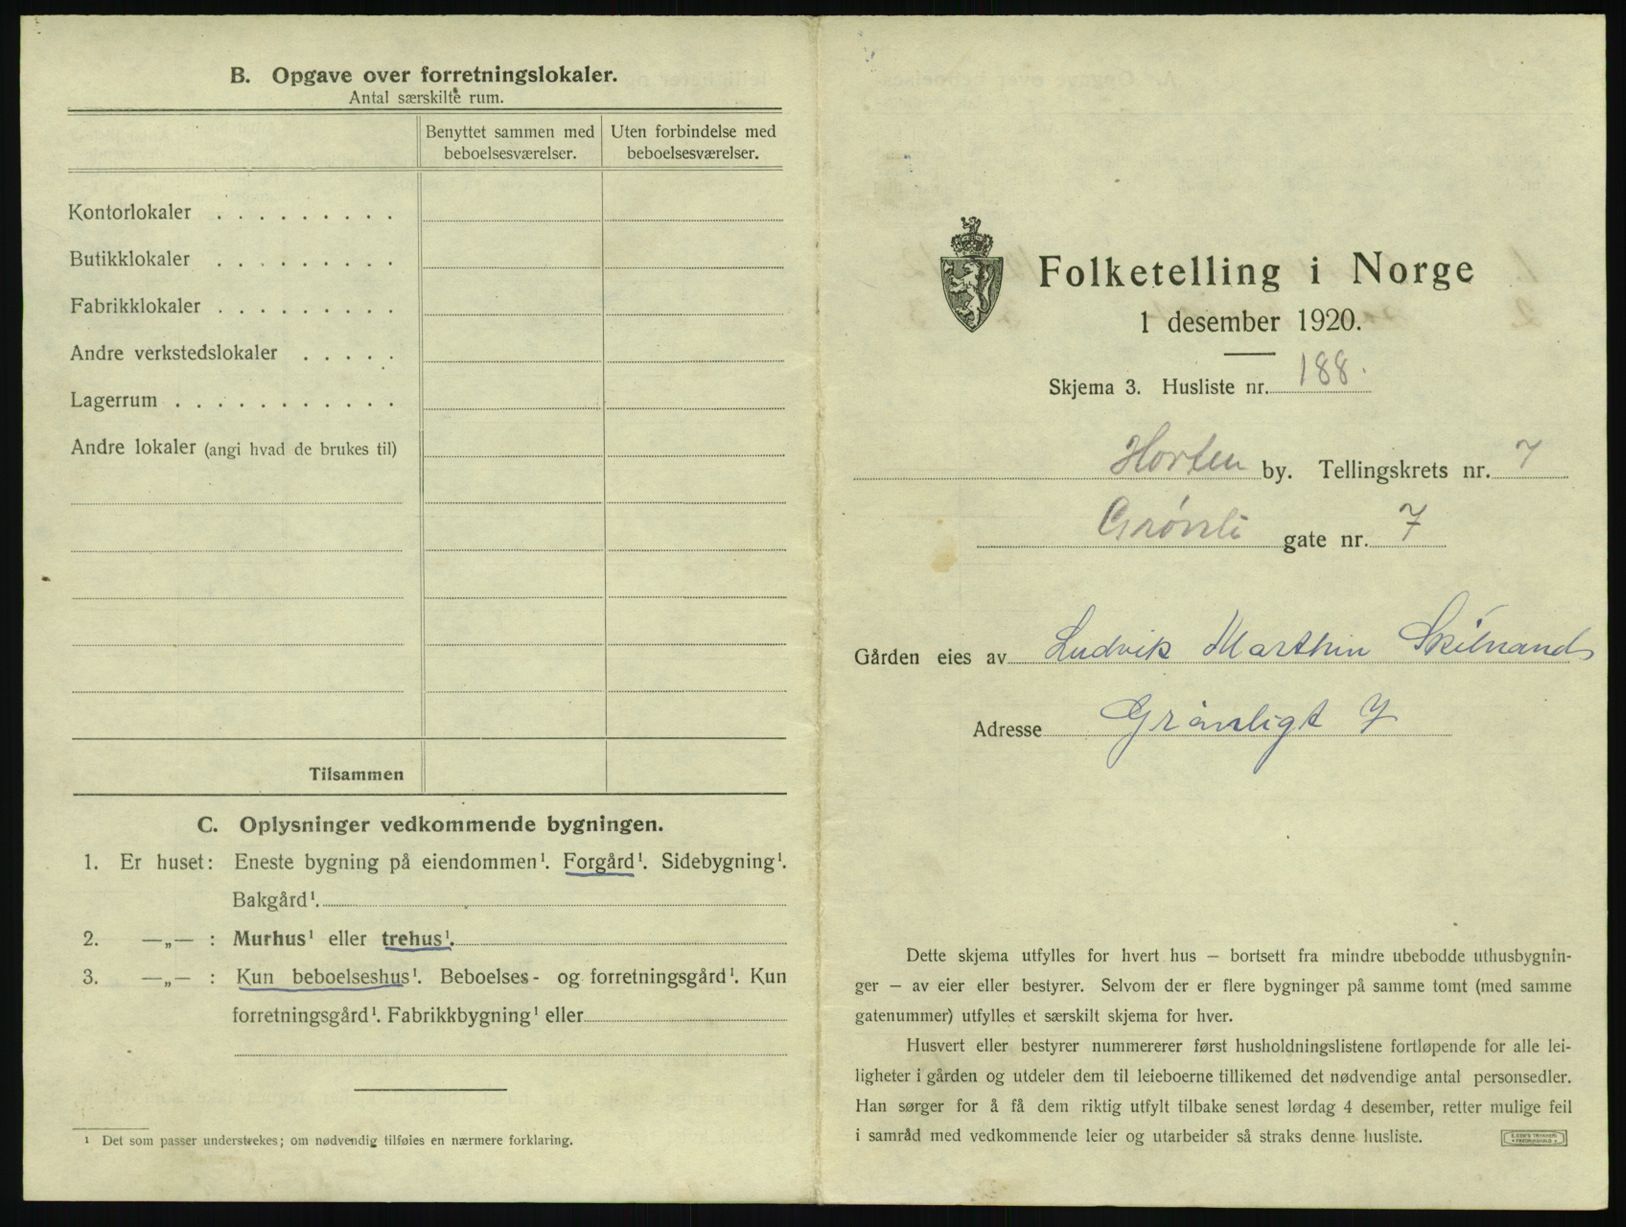 B. Opgave over forretningslokaler.
Antal særskilte rum.
Benyttet sammen med beboelsesværelser.
Uten forbindelse med beboelsesværelser.
Kontorlokaler . . . . . . . . .
Butikklokaler . . . . . . . . .
Fabrikklokaler . . . . . . . . .
Andre verkstedslokaler . . . . .
Lagerrum . . . . . . . . . . .
Andre lokaler (angi hvad de brukes til)
Tilsammen
C. Oplysninger vedkommende bygningen.
1. Er huset: Eneste bygning på eiendommen¹. Forgård¹. Sidebygning¹.
Bakgård¹.
2. —„— : Murhus¹ eller trehus¹.
3. —„— : Kun beboelseshus¹. Beboelses- og forretningsgård¹. Kun
forretningsgård¹. Fabrikkbygning¹ eller
¹ Det som passer understrekes; om nødvendig tilføies en nærmere forklaring.
Folketelling i Norge
1 desember 1920.
Skjema 3. Husliste nr. 188.
Horten by. Tellingskrets nr. 7
Grønli gate nr. 7
Gården eies av Ludvik Marthin
Adresse Grønligt 7
Dette skjema utfylles for hvert hus – bortsett fra mindre ubebodde uthusbygnin-
ger – av eier eller bestyrer. Selvom der er flere bygninger på samme tomt (med samme
gatenummer) utfylles et særskilt skjema for hver.
Husvert eller bestyrer nummererer først husholdningslistene fortløpende for alle lei-
ligheter i gården og utdeler dem til leieboerne tillikemed det nødvendige antal personsedler.
Han sørger for å få dem riktig utfylt tilbake senest lørdag 4 desember, retter mulige feil
i samråd med vedkommende leier og utarbeider så straks denne husliste.